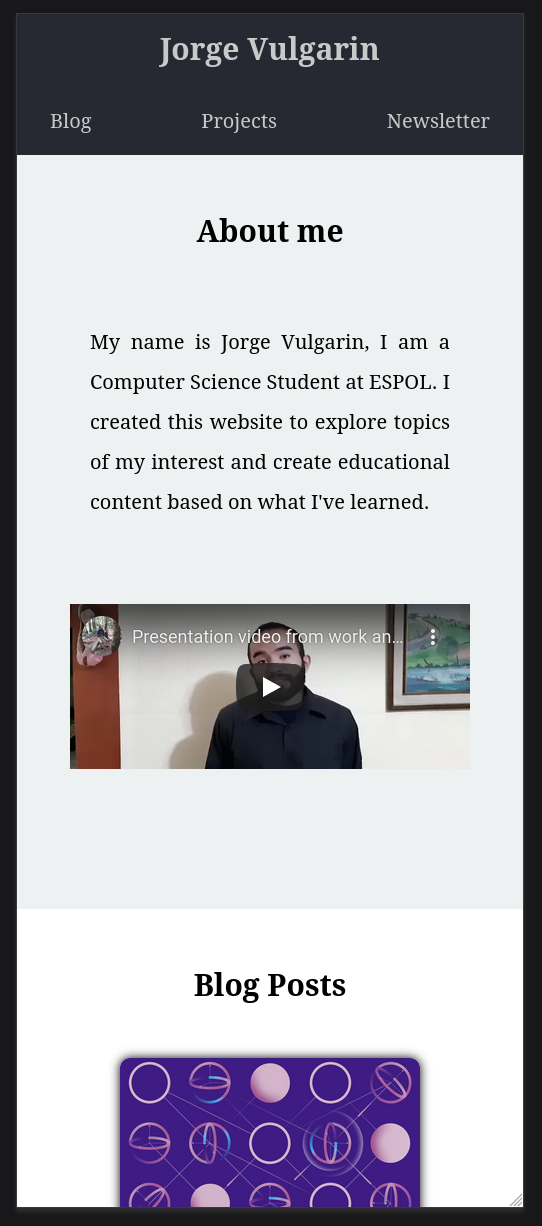 Jorge Vulgarin
Blog Projects Newsletter
About me
My name is Jorge Vulgarin, I am a
Computer Science Student at ESPOL. I
created this website to explore topics
of my interest and create educational
content based on what I've learned.
Presentation video from work an...
Blog Posts